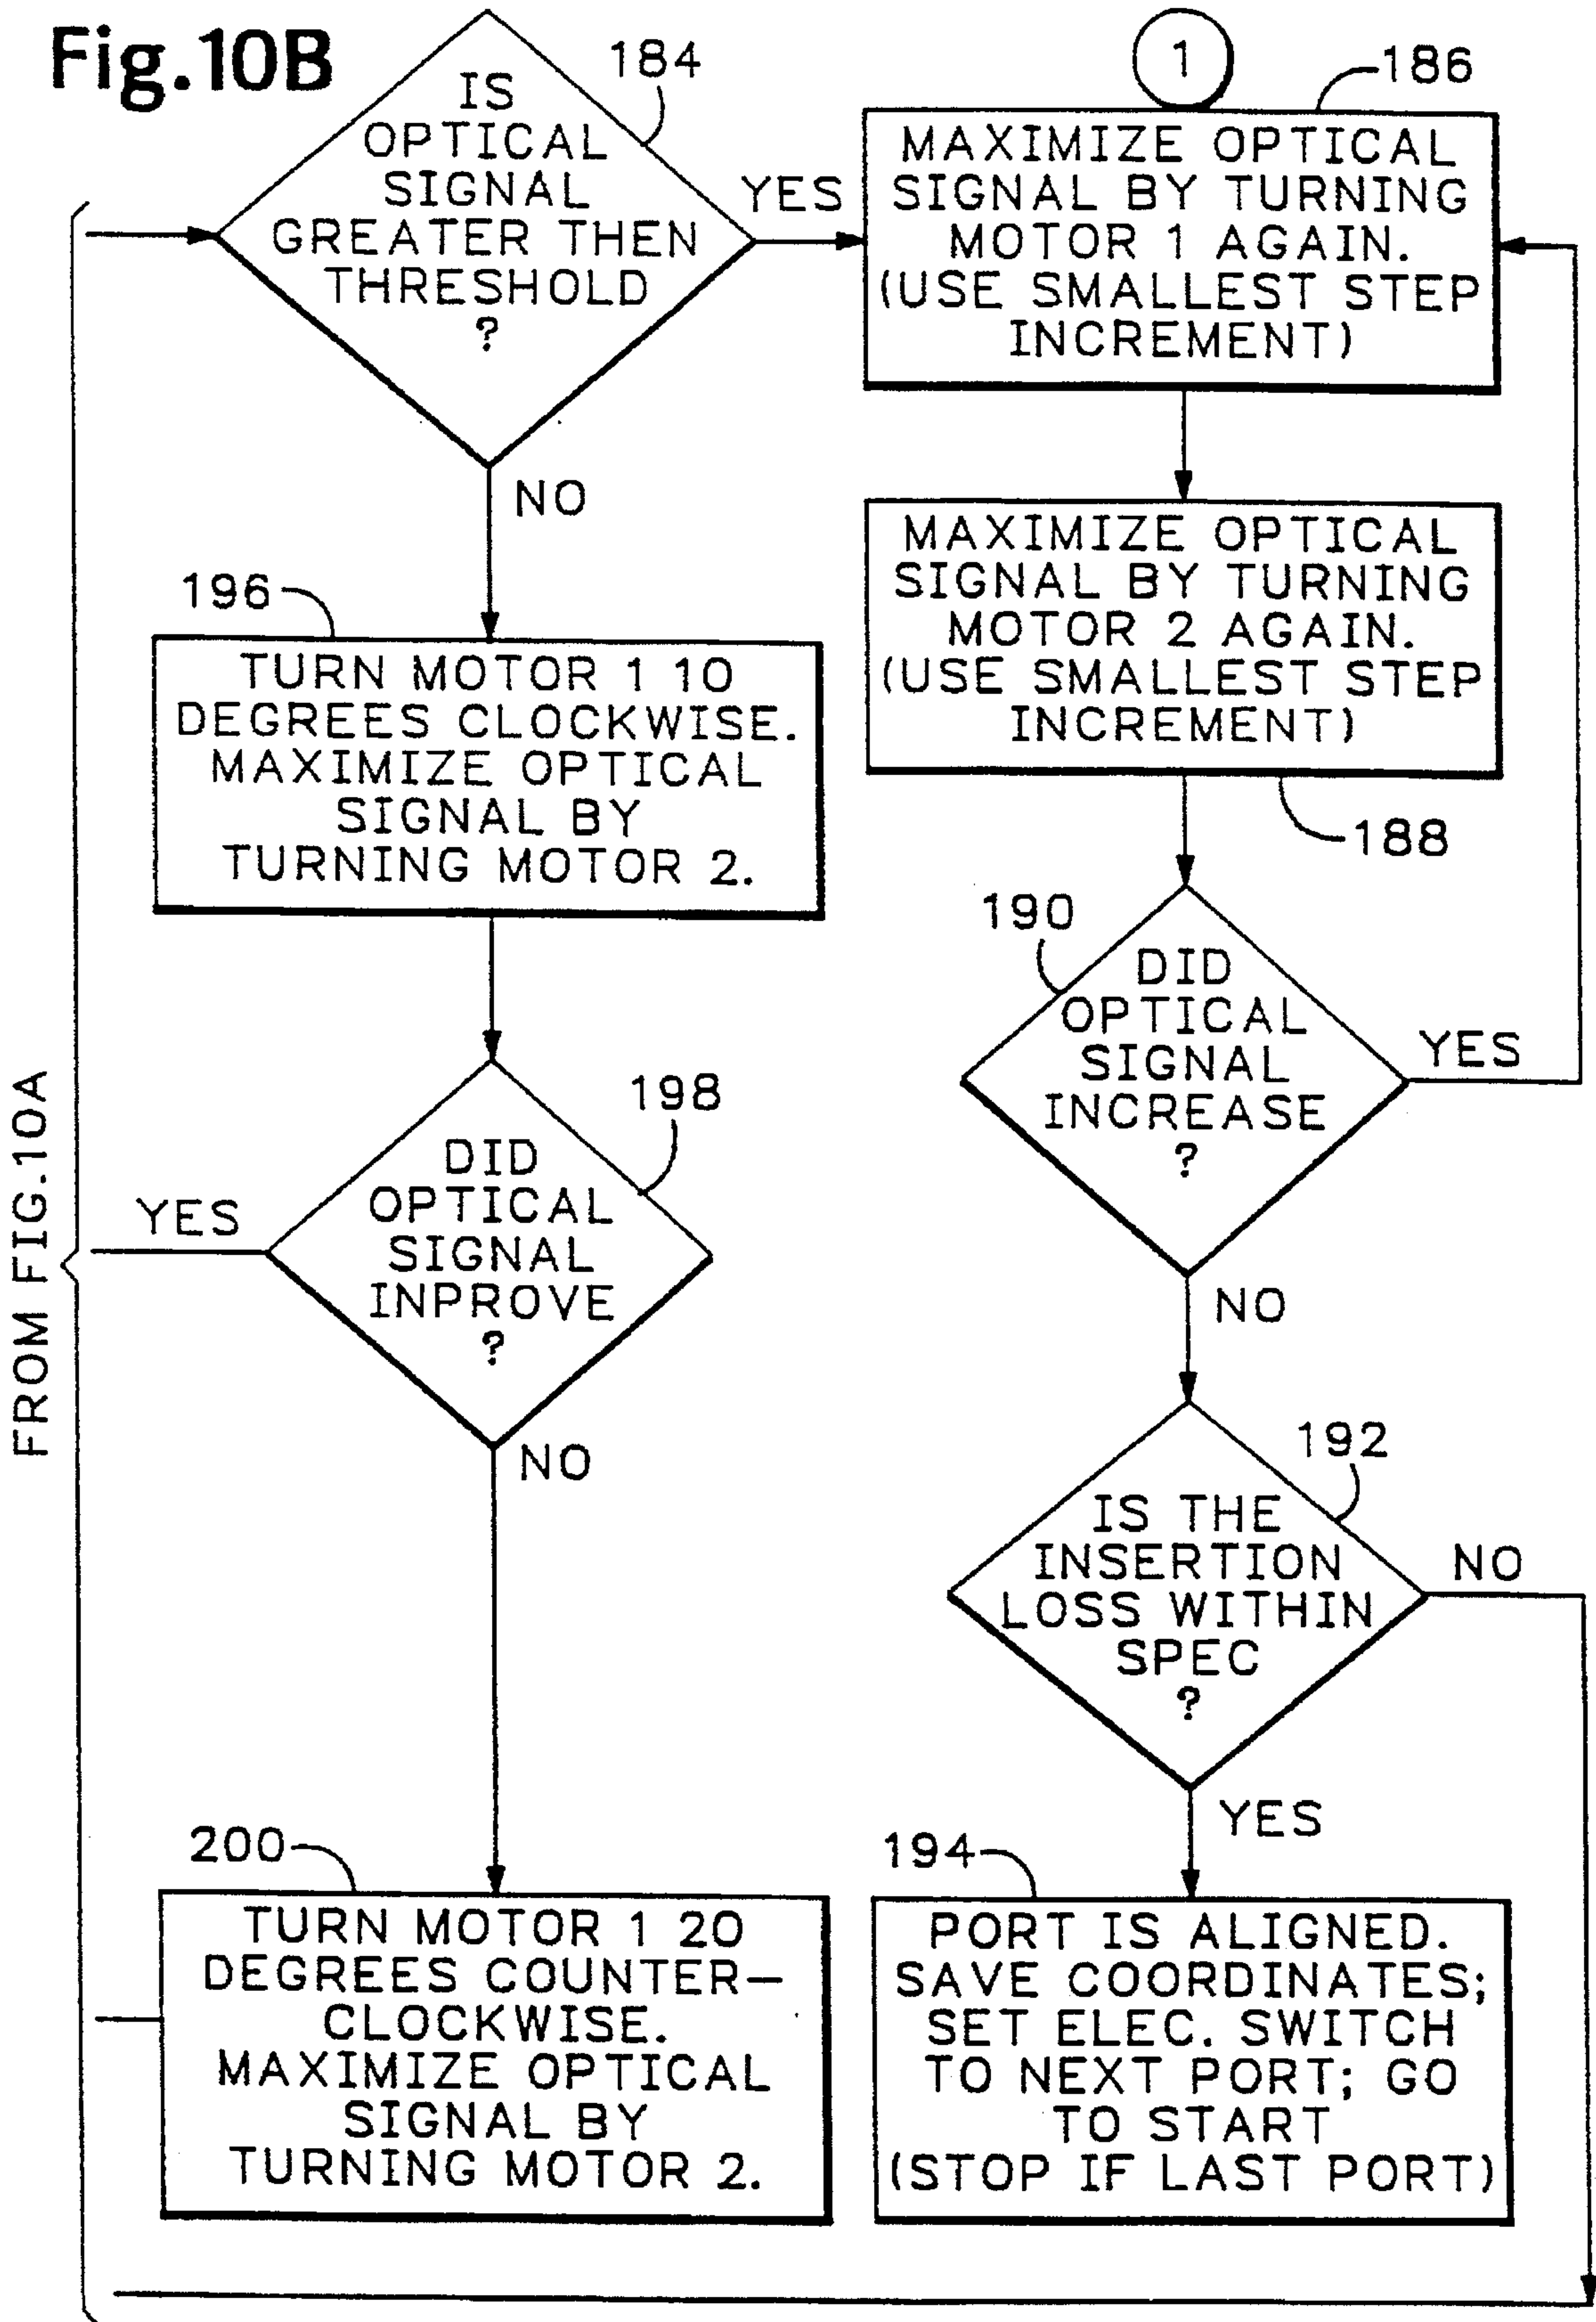 Fig.10B
IS
OPTICAL
SIGNAL
GREATER THEN
THRESHOLD
?
184
YES
NO
1
186
MAXIMIZE OPTICAL
SIGNAL BY TURNING
MOTOR 1 AGAIN.
(USE SMALLEST STEP
INCREMENT)
MAXIMIZE OPTICAL
SIGNAL BY TURNING
MOTOR 2 AGAIN.
(USE SMALLEST STEP
INCREMENT)
188
196
TURN MOTOR 1 10
DEGREES CLOCKWISE.
MAXIMIZE OPTICAL
SIGNAL BY
TURNING MOTOR 2.
190
DID
OPTICAL
SIGNAL
INCREASE
?
YES
NO
198
DID
OPTICAL
SIGNAL
INPROVE
?
YES
NO
FROM FIG.10A
192
IS THE
INSERTION
LOSS WITHIN
SPEC
?
NO
YES
200
TURN MOTOR 1 20
DEGREES COUNTER-
CLOCKWISE.
MAXIMIZE OPTICAL
SIGNAL BY
TURNING MOTOR 2.
194
PORT IS ALIGNED.
SAVE COORDINATES;
SET ELEC. SWITCH
TO NEXT PORT; GO
TO START
(STOP IF LAST PORT)